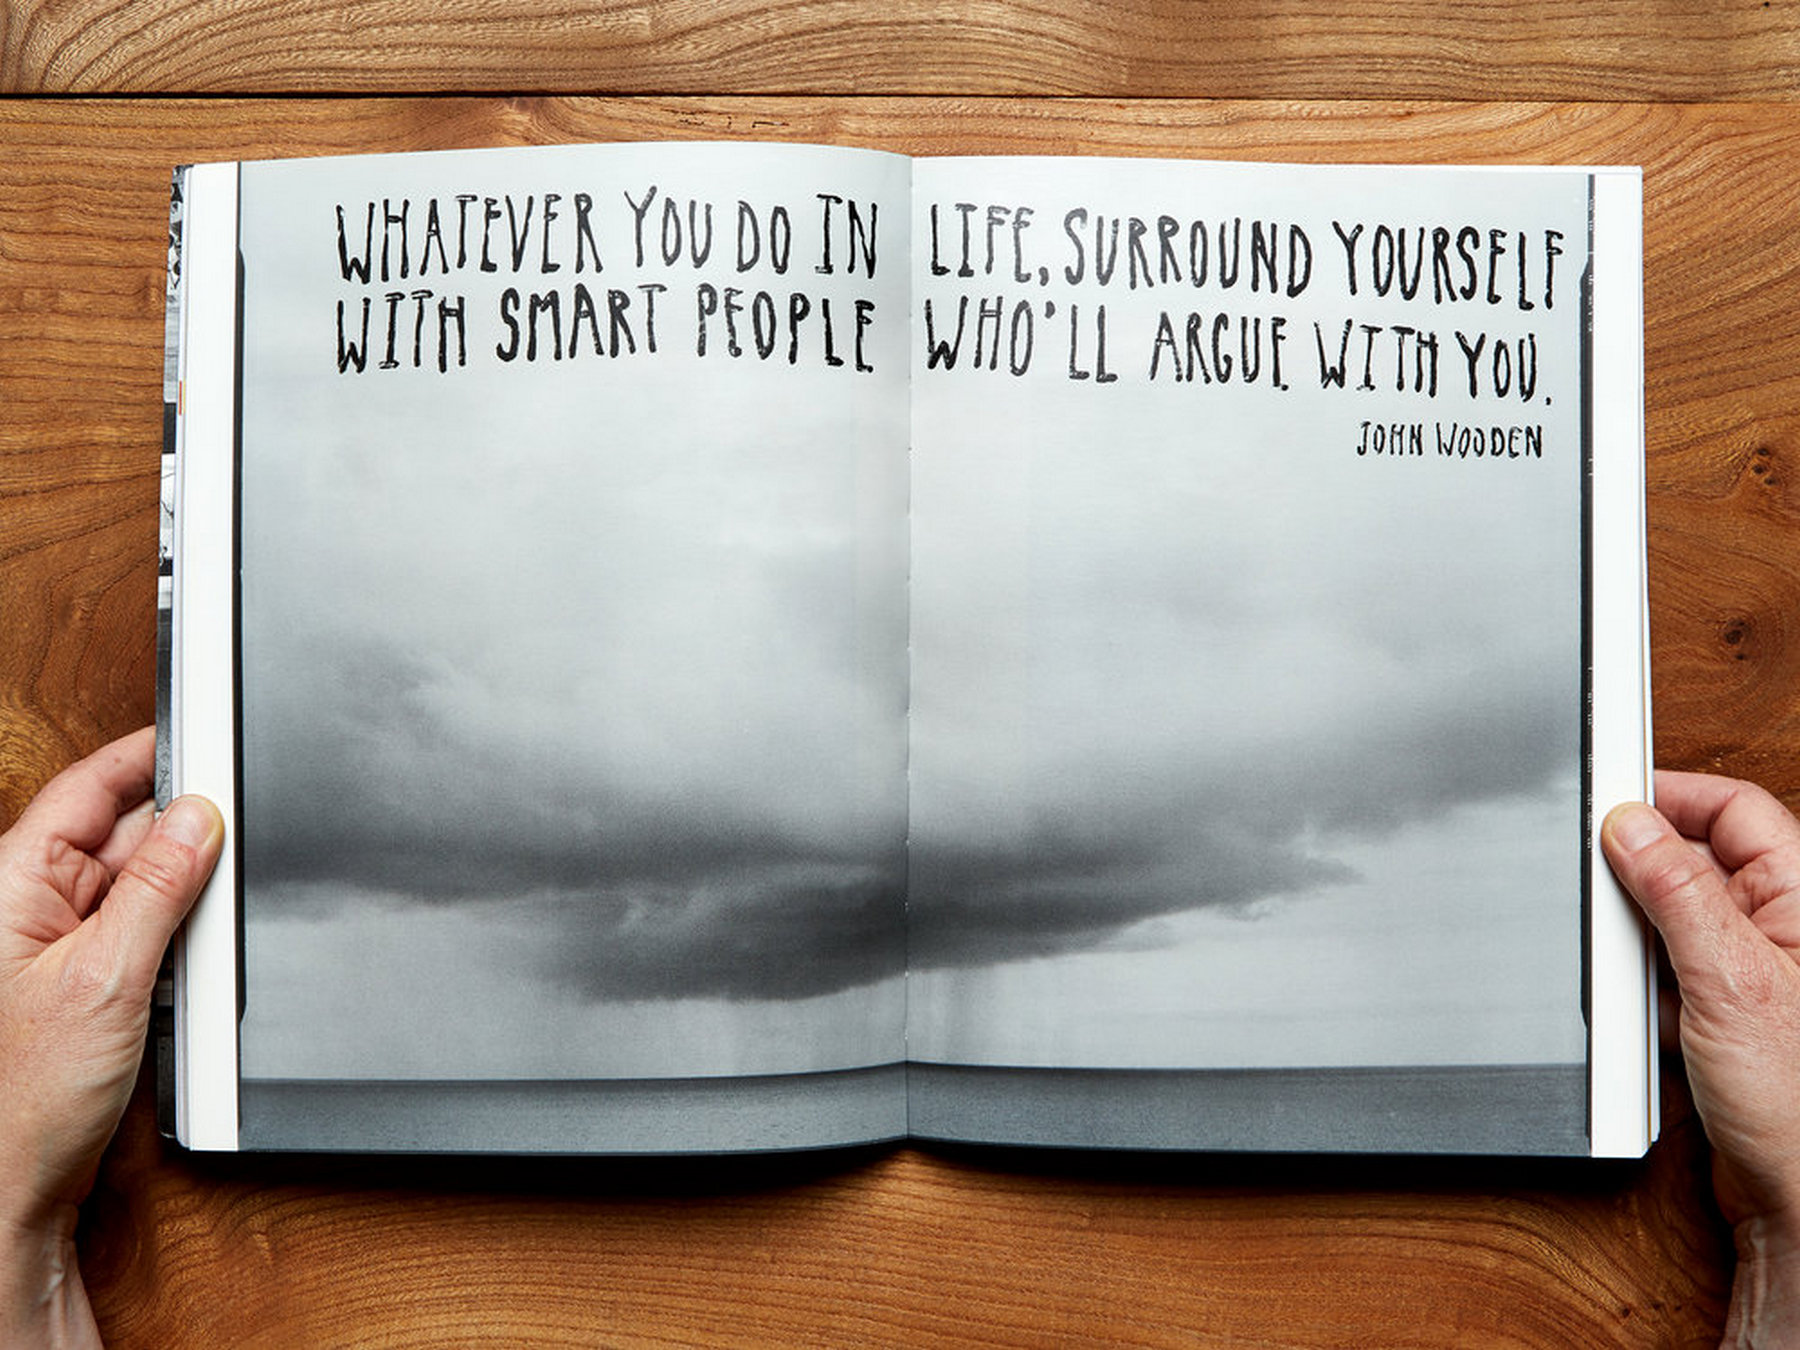 WHATEVER YOU DO IN LIFE, SURROUND YOURSELF
WITH SMART PEOPLE WHO'LL ARGUE WITH YOU.
JOHN WOODEN